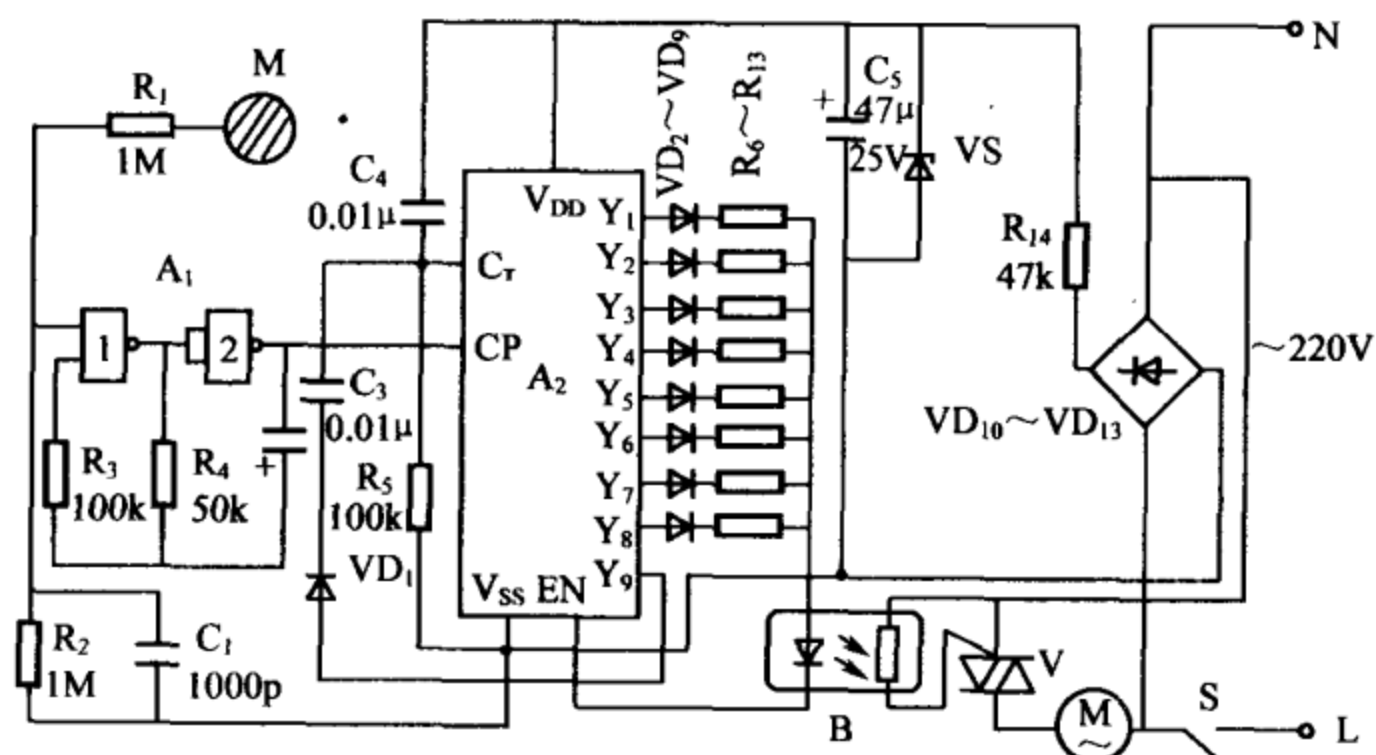 N
M
R₁
1M
C₅
+
47μ
25V
VS
VD₂～VD₉
R₆～R₁₃
C₄
0.01μ
V_DD
Y₁
Y₂
Y₃
Y₄
Y₅
Y₆
Y₇
Y₈
Y₉
R₁₄
47k
A₁
Cᵣ
1
2
CP
A₂
～220V
C₃
0.01μ
VD₁₀～VD₁₃
R₃
100k
R₄
50k
+
R₅
100k
VD₁
V_SS EN
R₂
1M
C₁
1000p
B
V
M
～
S
L